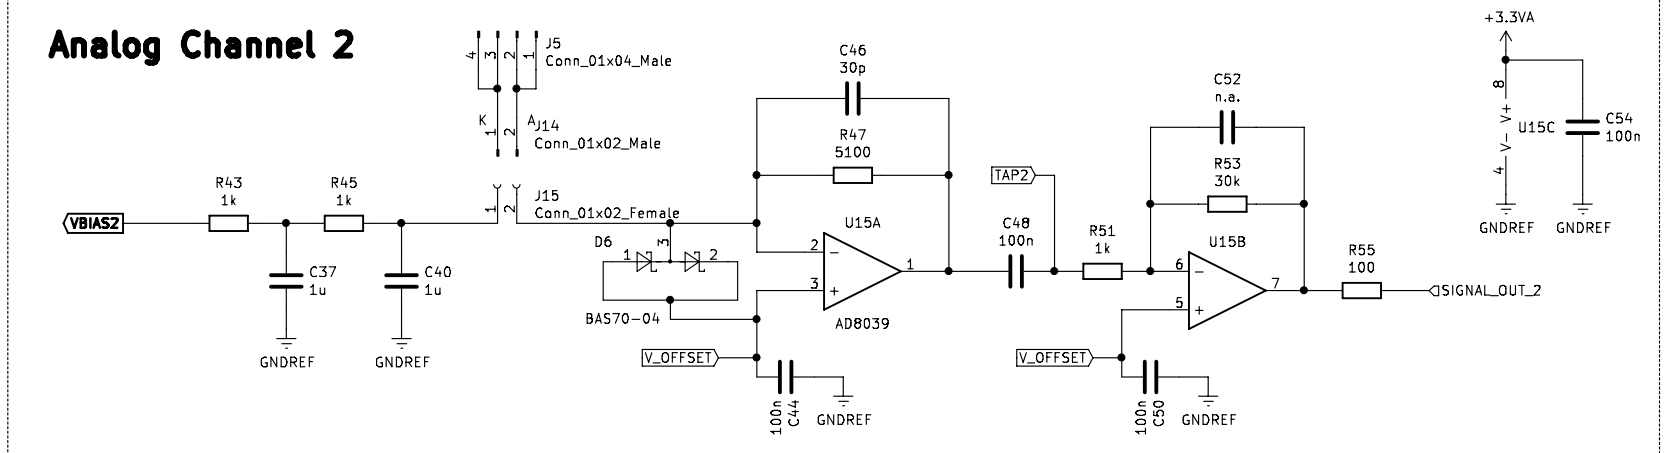 Analog Channel 2
4
3
2
1
J5
Conn_01x04_Male
K
1
2
A
J14
Conn_01x02_Male
1
2
J15
Conn_01x02_Female
VBIAS2
R43
1k
R45
1k
C37
1u
GNDREF
C40
1u
GNDREF
D6
1
3
2
BAS70-04
V_OFFSET
100n
C44
GNDREF
C46
30p
R47
5100
U15A
2
−
3
+
1
AD8039
TAP2
C48
100n
R51
1k
V_OFFSET
100n
C50
GNDREF
C52
n.a.
R53
30k
U15B
6
−
5
+
7
R55
100
SIGNAL_OUT_2
+3.3VA
8
V+
V-
4
U15C
GNDREF
C54
100n
GNDREF